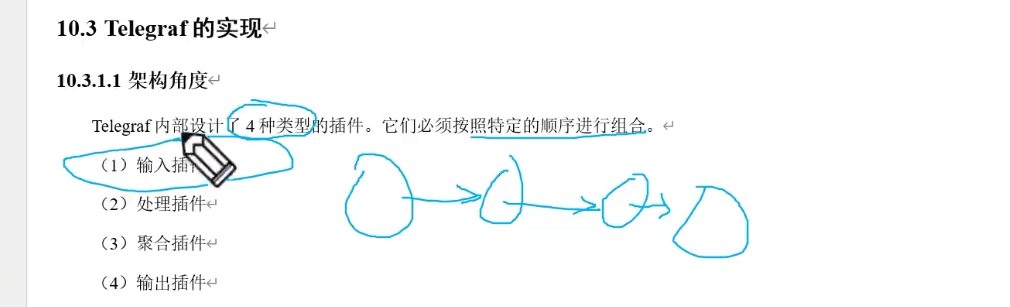 10.3 Telegraf 的实现
10.3.1.1 架构角度
Telegraf 内部设计了 4 种类型的插件。它们必须按照特定的顺序进行组合。
（1）输入插
（2）处理插件
（3）聚合插件
（4）输出插件